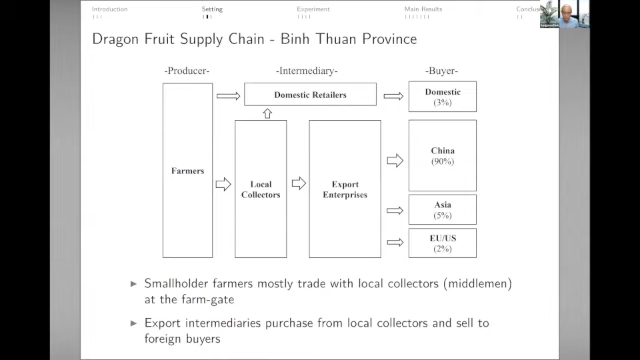 Introduction Setting Experiment Main Results
Dragon Fruit Supply Chain - Binh Thuan Province
-Producer- -Intermediary- -Buyer-
Domestic Retailers
Domestic
(3%)
Farmers
Local
Collectors
Export
Enterprises
China
(90%)
Asia
(5%)
EU/US
(2%)
Smallholder farmers mostly trade with local collectors (middlemen)
at the farm-gate
Export intermediaries purchase from local collectors and sell to
foreign buyers